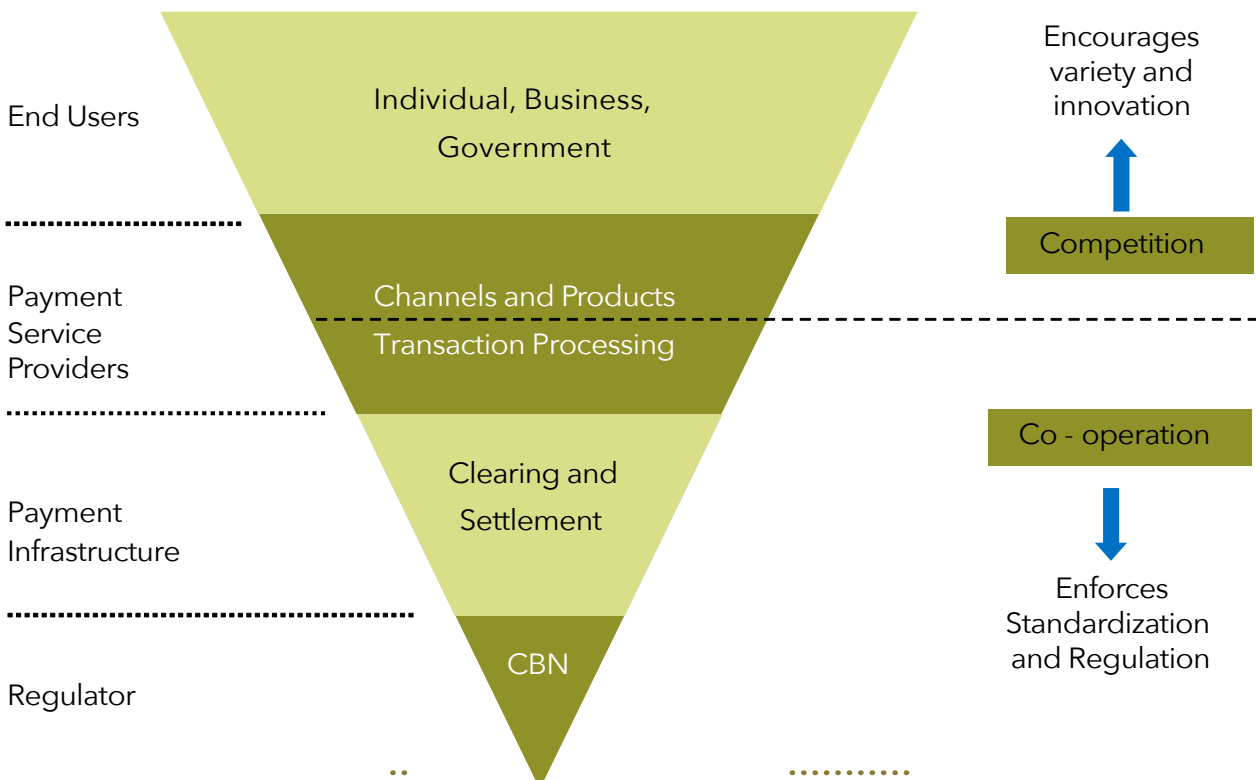 End Users
Individual, Business,
Government
Encourages
variety and
innovation
Competition
Payment
Service
Providers
Channels and Products
Transaction Processing
Co - operation
Payment
Infrastructure
Clearing and
Settlement
Enforces
Standardization
and Regulation
Regulator
CBN